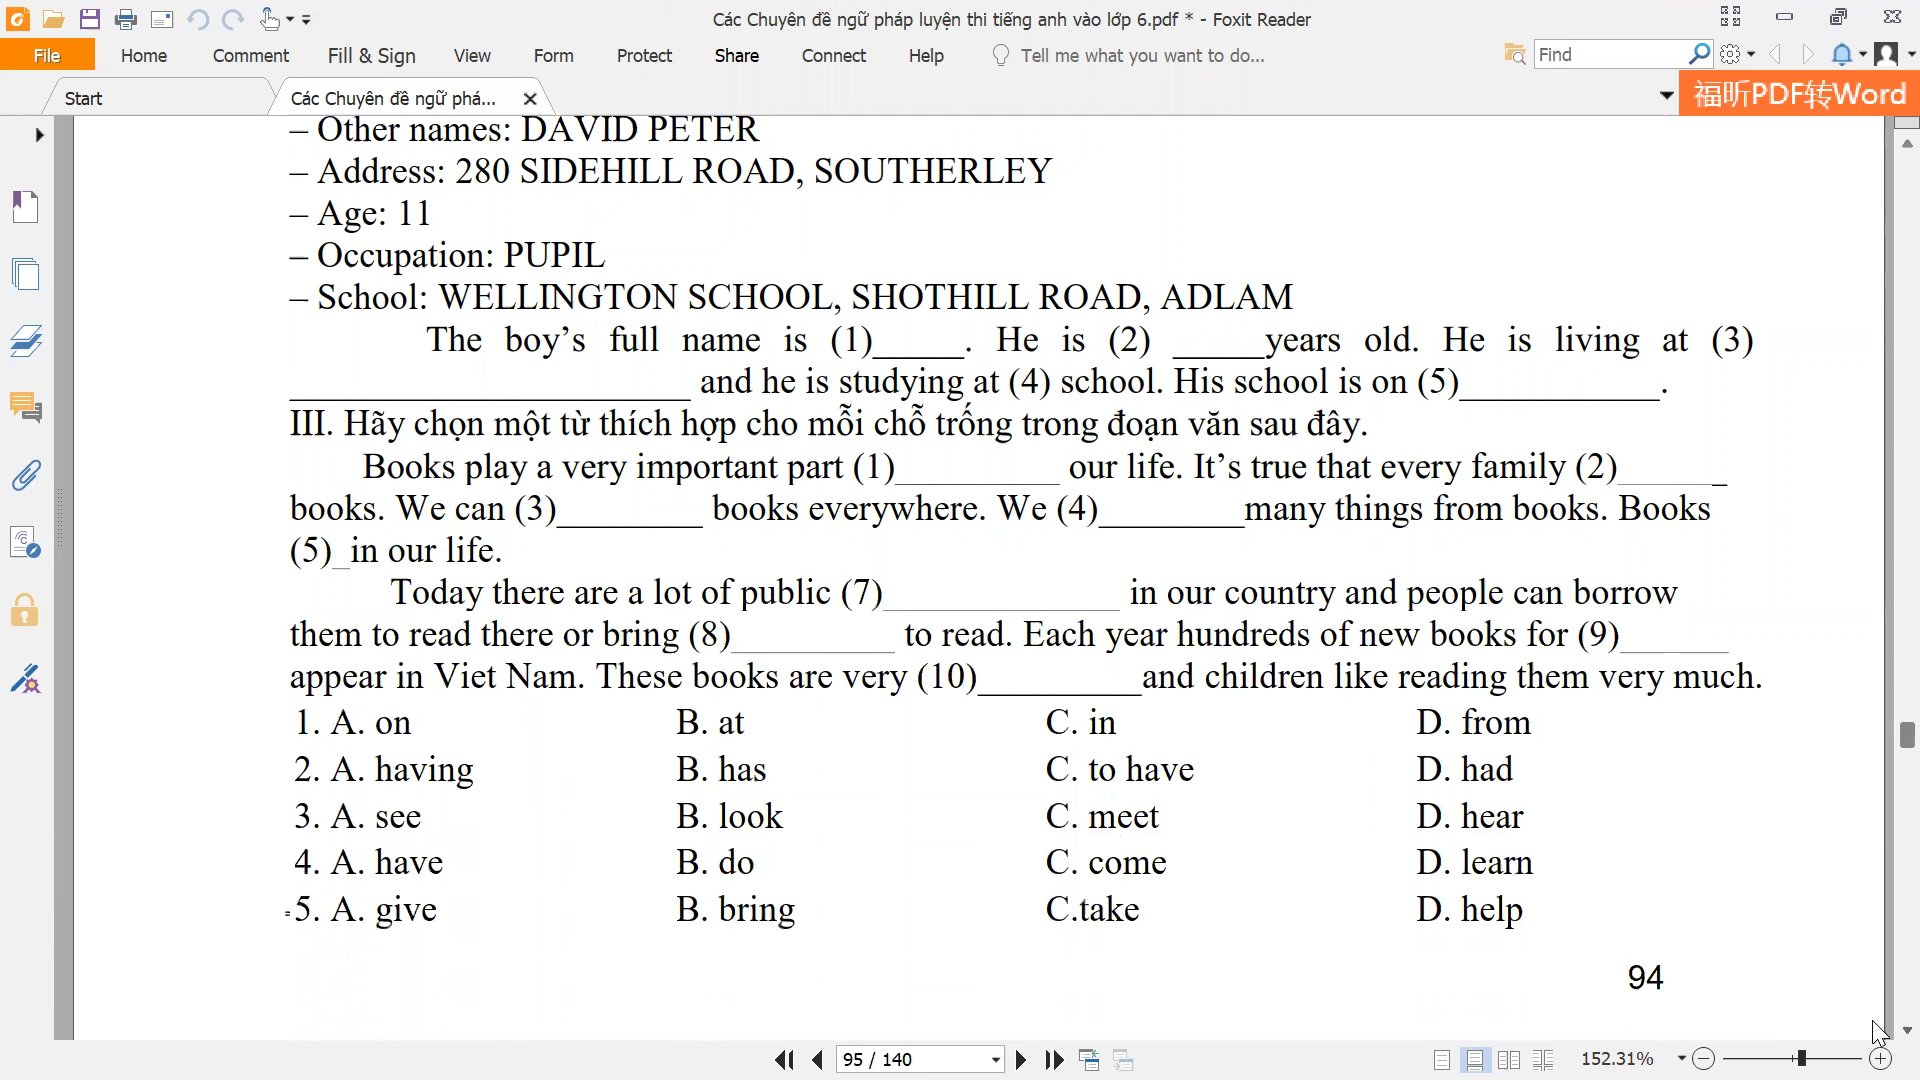 Các Chuyên đề ngữ pháp luyện thi tiếng anh vào lớp 6.pdf * - Foxit Reader
File Home Comment Fill & Sign View Form Protect Share Connect Help Tell me what you want to do... Find
Start Các Chuyên đề ngữ phá... 福昕PDF转Word
– Other names: DAVID PETER
– Address: 280 SIDEHILL ROAD, SOUTHERLEY
– Age: 11
– Occupation: PUPIL
– School: WELLINGTON SCHOOL, SHOTHILL ROAD, ADLAM
The boy’s full name is (1)_____. He is (2) _____years old. He is living at (3)
______________________ and he is studying at (4) school. His school is on (5)___________.
III. Hãy chọn một từ thích hợp cho mỗi chỗ trống trong đoạn văn sau đây.
Books play a very important part (1)_________ our life. It’s true that every family (2)______
books. We can (3)________ books everywhere. We (4)________many things from books. Books
(5)_in our life.
Today there are a lot of public (7)_____________ in our country and people can borrow
them to read there or bring (8)_________ to read. Each year hundreds of new books for (9)______
appear in Viet Nam. These books are very (10)_________and children like reading them very much.
1. A. on B. at C. in D. from
2. A. having B. has C. to have D. had
3. A. see B. look C. meet D. hear
4. A. have B. do C. come D. learn
5. A. give B. bring C.take D. help
94
95 / 140 152.31%